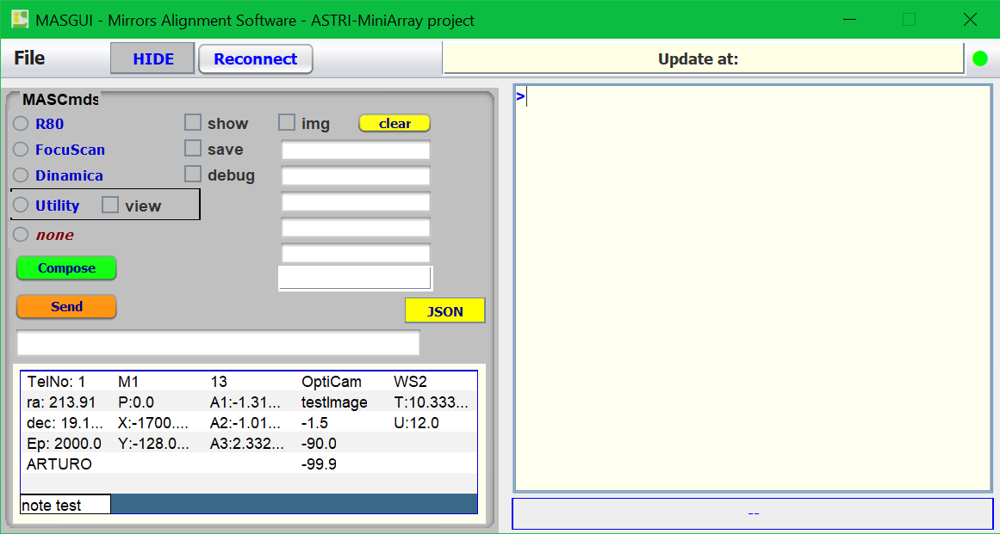 MASGUI - Mirrors Alignment Software - ASTRI-MiniArray project
File HIDE Reconnect Update at:
MASCmds
R80 show img clear
FocuScan save
Dinamica debug
Utility view
none
Compose
Send JSON
TelNo: 1 M1 13 OptiCam WS2
ra: 213.91 P:0.0 A1:-1.31... testImage T:10.333...
dec: 19.1... X:-1700.... A2:-1.01... -1.5 U:12.0
Ep: 2000.0 Y:-128.0... A3:2.332... -90.0
ARTURO -99.9
note test
>
--